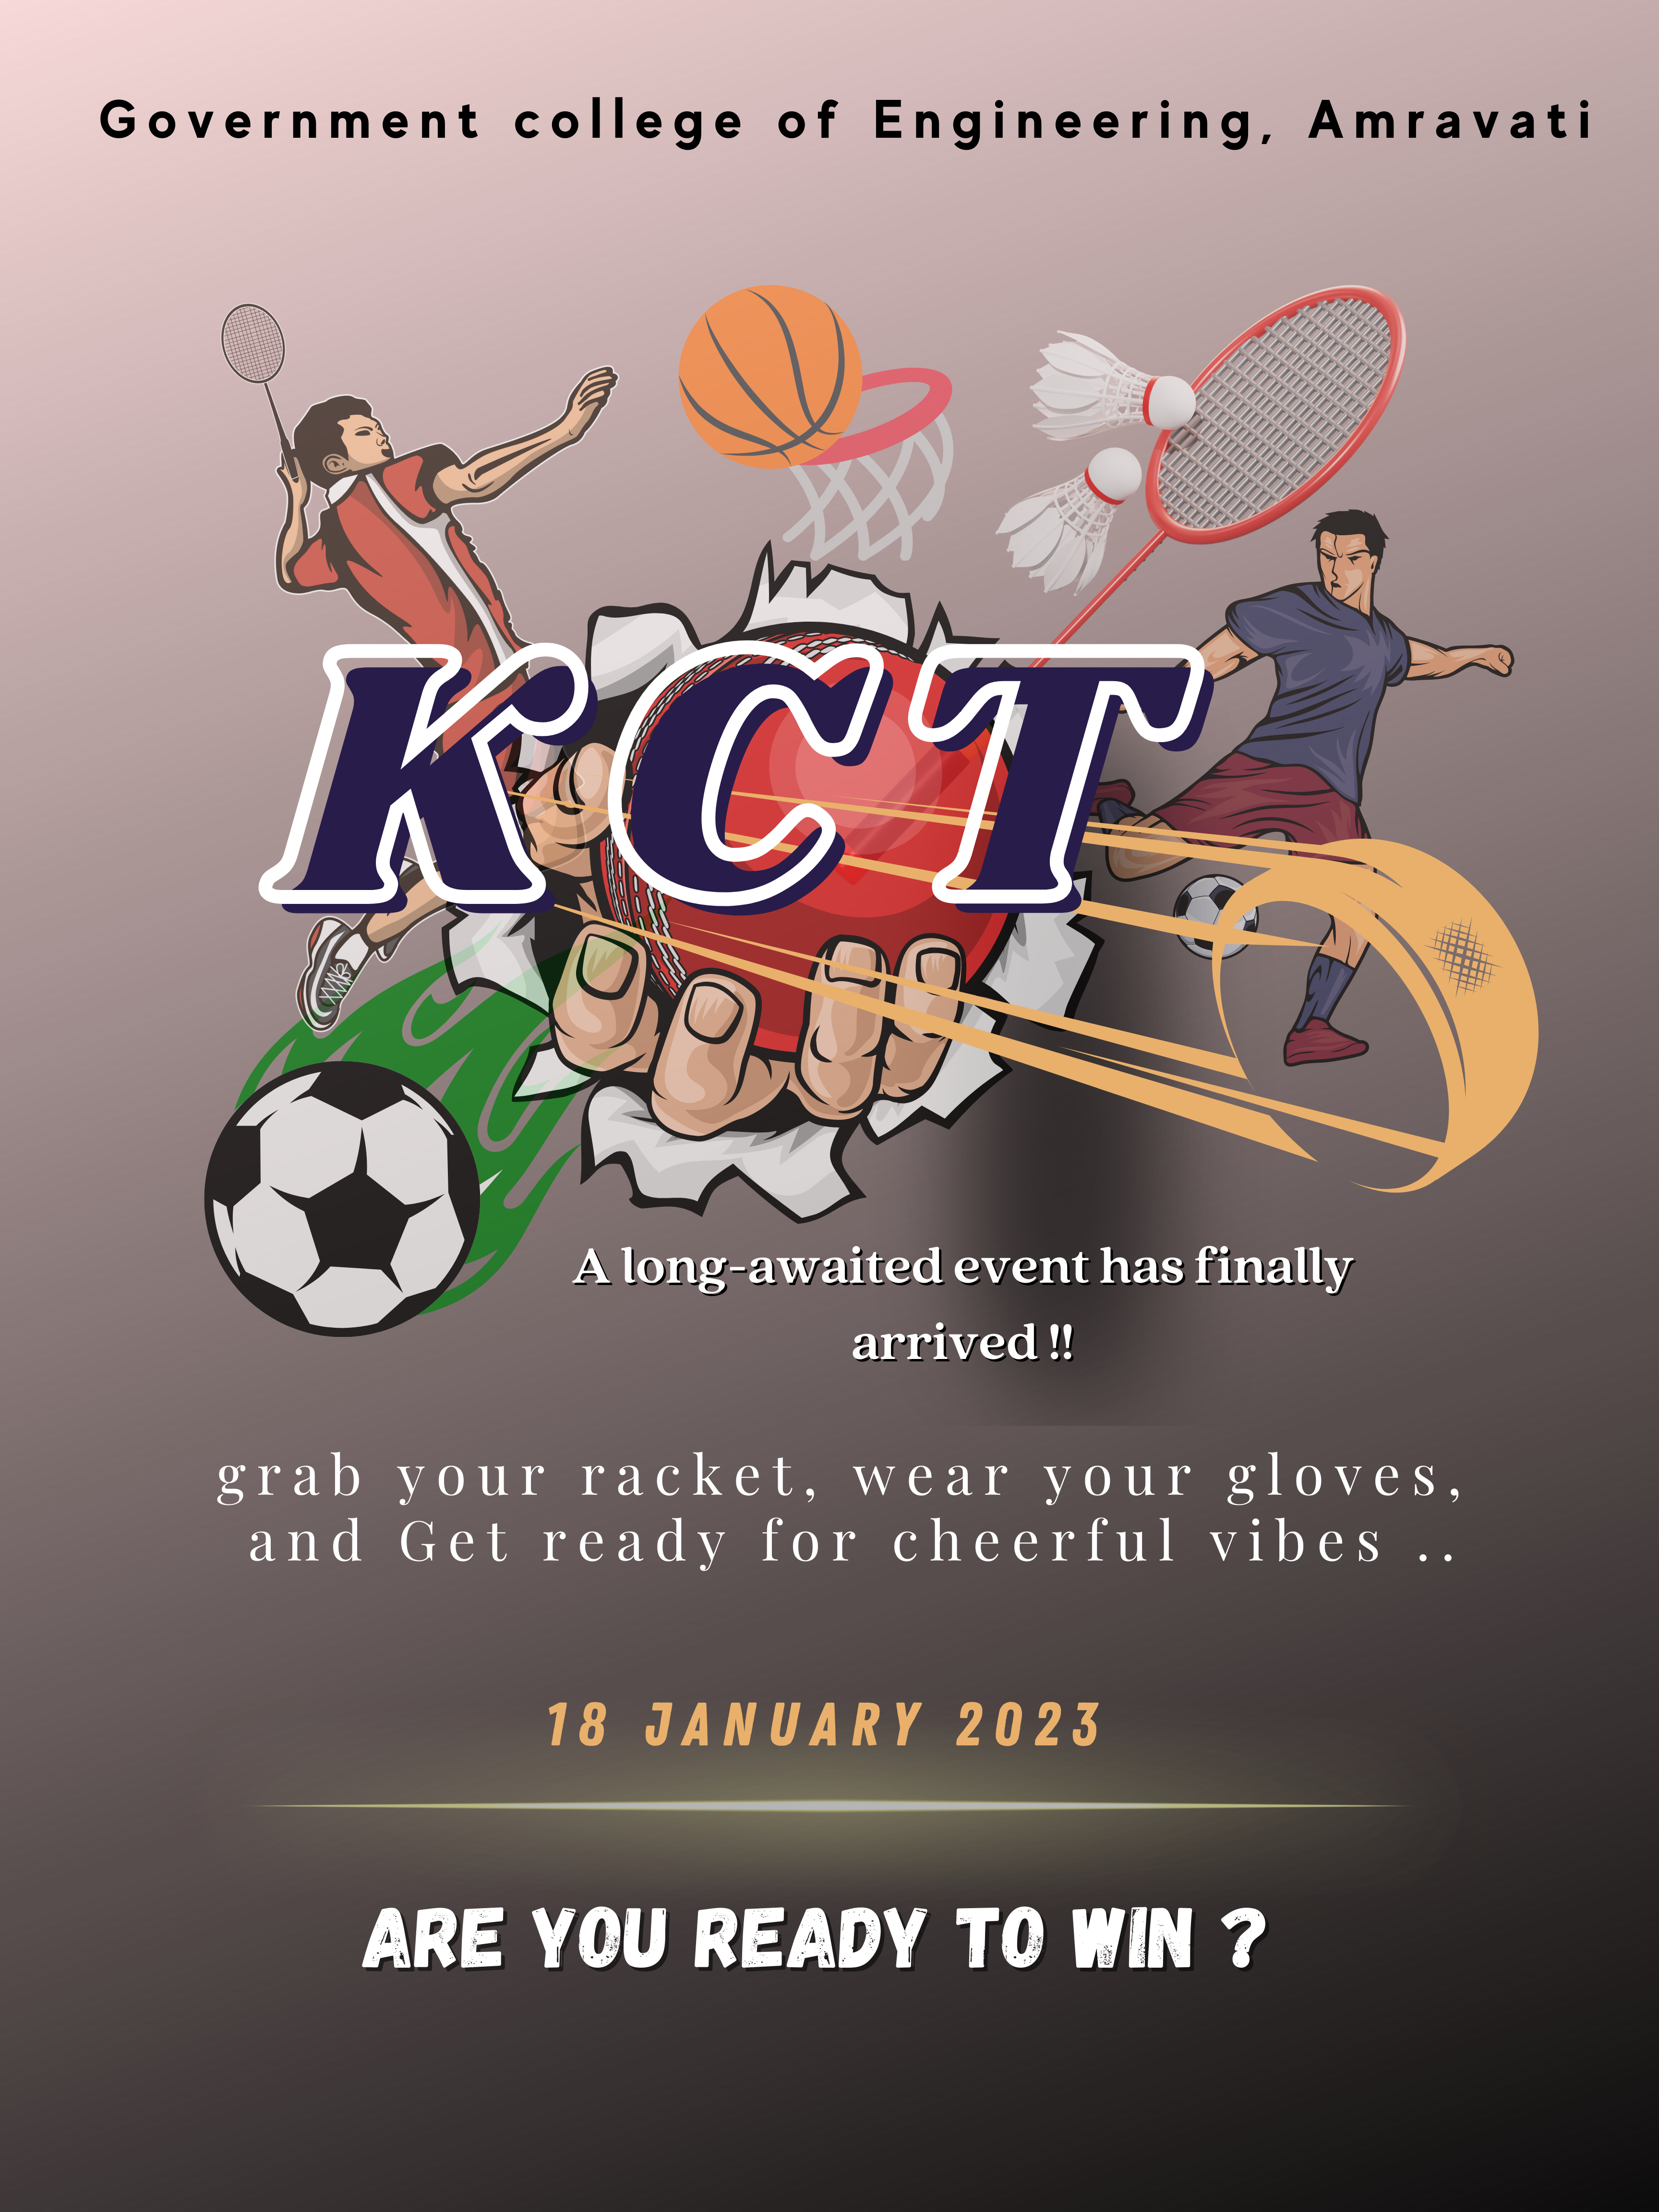 Government college of Engineering, Amravati
KCT
A long-awaited event has finally
arrived !!
grab your racket, wear your gloves,
and Get ready for cheerful vibes ..
18 JANUARY 2023
ARE YOU READY TO WIN ?